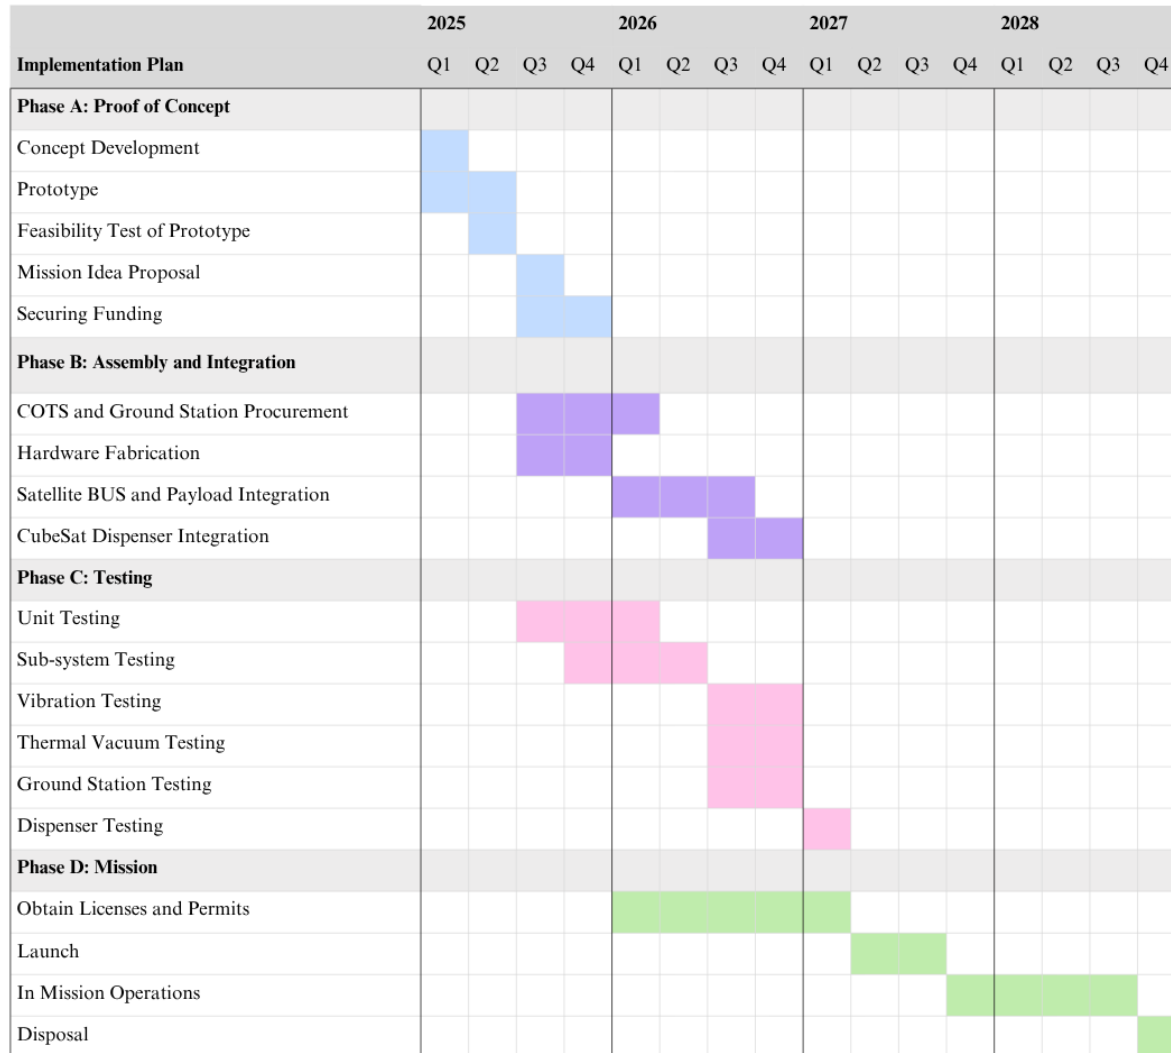 2025 2026 2027 2028
Implementation Plan Q1 Q2 Q3 Q4 Q1 Q2 Q3 Q4 Q1 Q2 Q3 Q4 Q1 Q2 Q3 Q4
Phase A: Proof of Concept
Concept Development
Prototype
Feasibility Test of Prototype
Mission Idea Proposal
Securing Funding
Phase B: Assembly and Integration
COTS and Ground Station Procurement
Hardware Fabrication
Satellite BUS and Payload Integration
CubeSat Dispenser Integration
Phase C: Testing
Unit Testing
Sub-system Testing
Vibration Testing
Thermal Vacuum Testing
Ground Station Testing
Dispenser Testing
Phase D: Mission
Obtain Licenses and Permits
Launch
In Mission Operations
Disposal